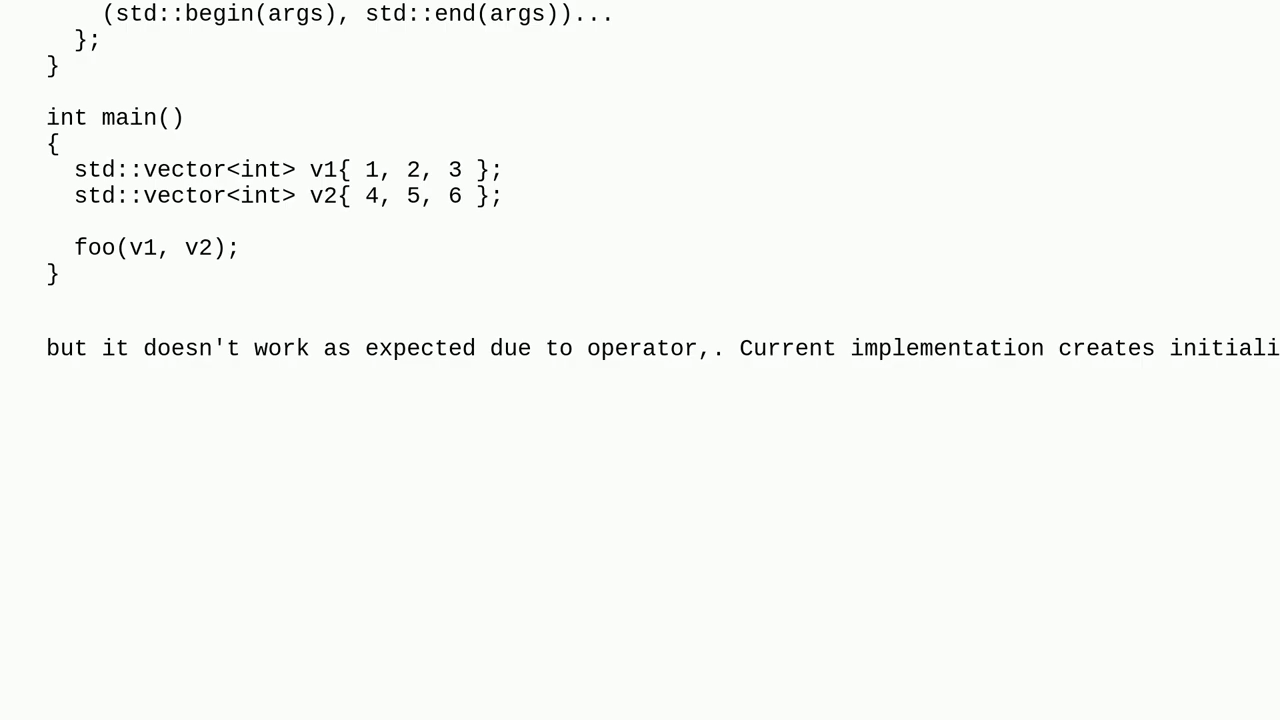 (std::begin(args), std::end(args))...
};
}
int main()
{
std::vector<int> v1{ 1, 2, 3 };
std::vector<int> v2{ 4, 5, 6 };
foo(v1, v2);
}
but it doesn't work as expected due to operator,. Current implementation creates